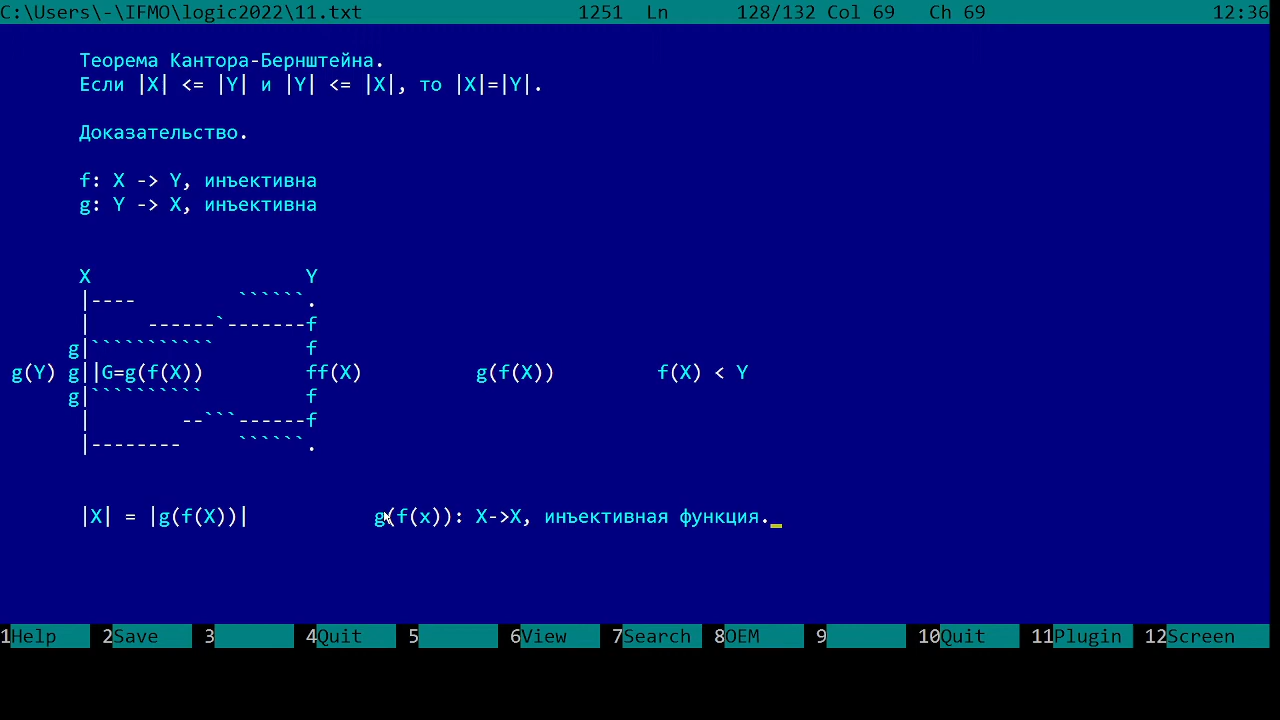 C:\Users\-\IFMO\logic2022\11.txt 1251 Ln 128/132 Col 69 Ch 69 12:36
Теорема Кантора-Бернштейна.
Если |X| <= |Y| и |Y| <= |X|, то |X|=|Y|.
Доказательство.
f: X -> Y, инъективна
g: Y -> X, инъективна
X Y
|---- ``````.
| ------`-------f
g|``````````` f
g(Y) g||G=g(f(X)) ff(X) g(f(X)) f(X) < Y
g|`````````` f
| --```------f
|-------- ``````.
|X| = |g(f(X))| g(f(x)): X->X, инъективная функция.
1Help 2Save 3 4Quit 5 6View 7Search 8OEM 9 10Quit 11Plugin 12Screen